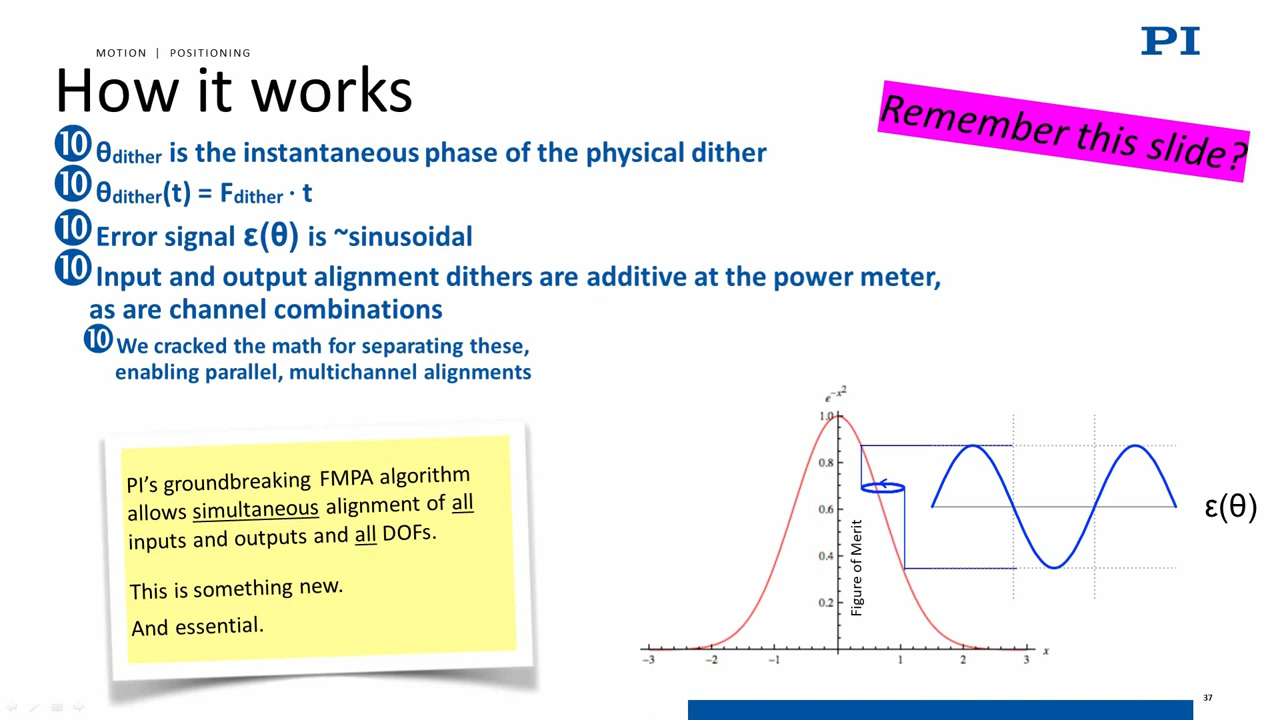 MOTION | POSITIONING
PI
How it works
Remember this slide?
❿ θdither is the instantaneous phase of the physical dither
❿ θdither(t) = Fdither · t
❿ Error signal ε(θ) is ~sinusoidal
❿ Input and output alignment dithers are additive at the power meter,
as are channel combinations
❿ We cracked the math for separating these,
enabling parallel, multichannel alignments
PI's groundbreaking FMPA algorithm
allows simultaneous alignment of all
inputs and outputs and all DOFs.
This is something new.
And essential.
e^-x²
1.0
0.8
0.6
0.4
0.2
Figure of Merit
ε(θ)
-3 -2 -1 1 2 3 x
37